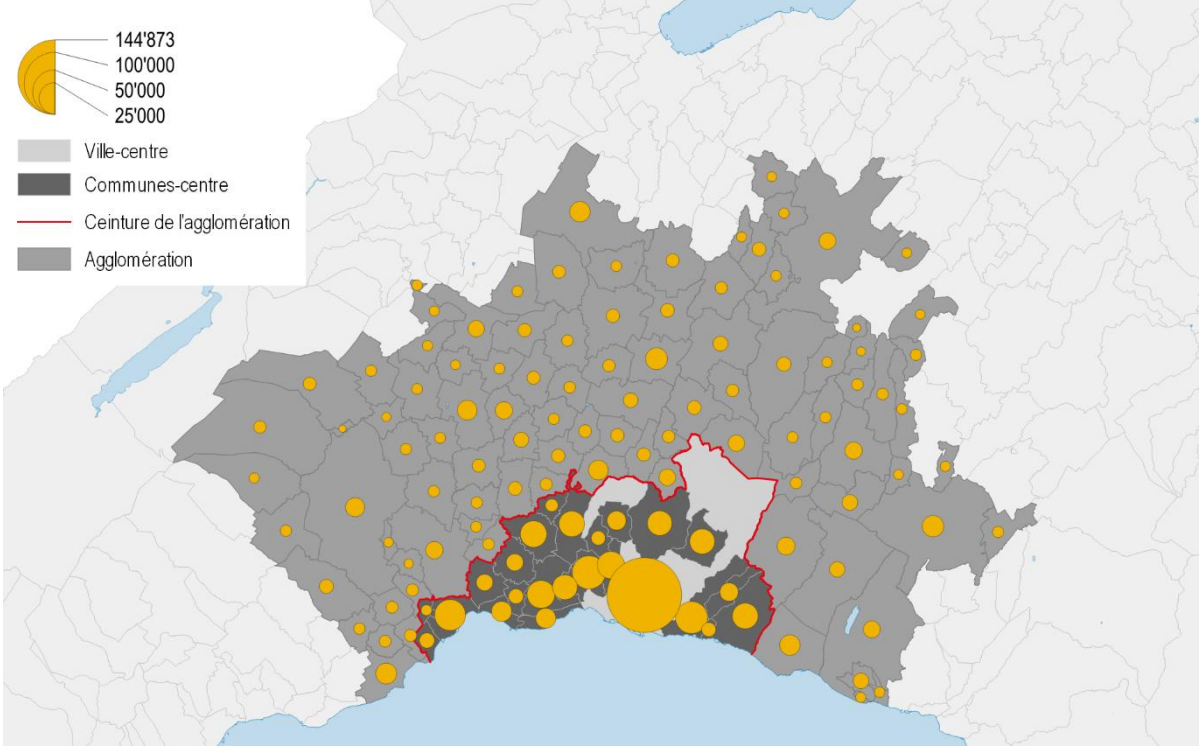 144'873
100'000
50'000
25'000
Ville-centre
Communes-centre
Ceinture de l'agglomération
Agglomération